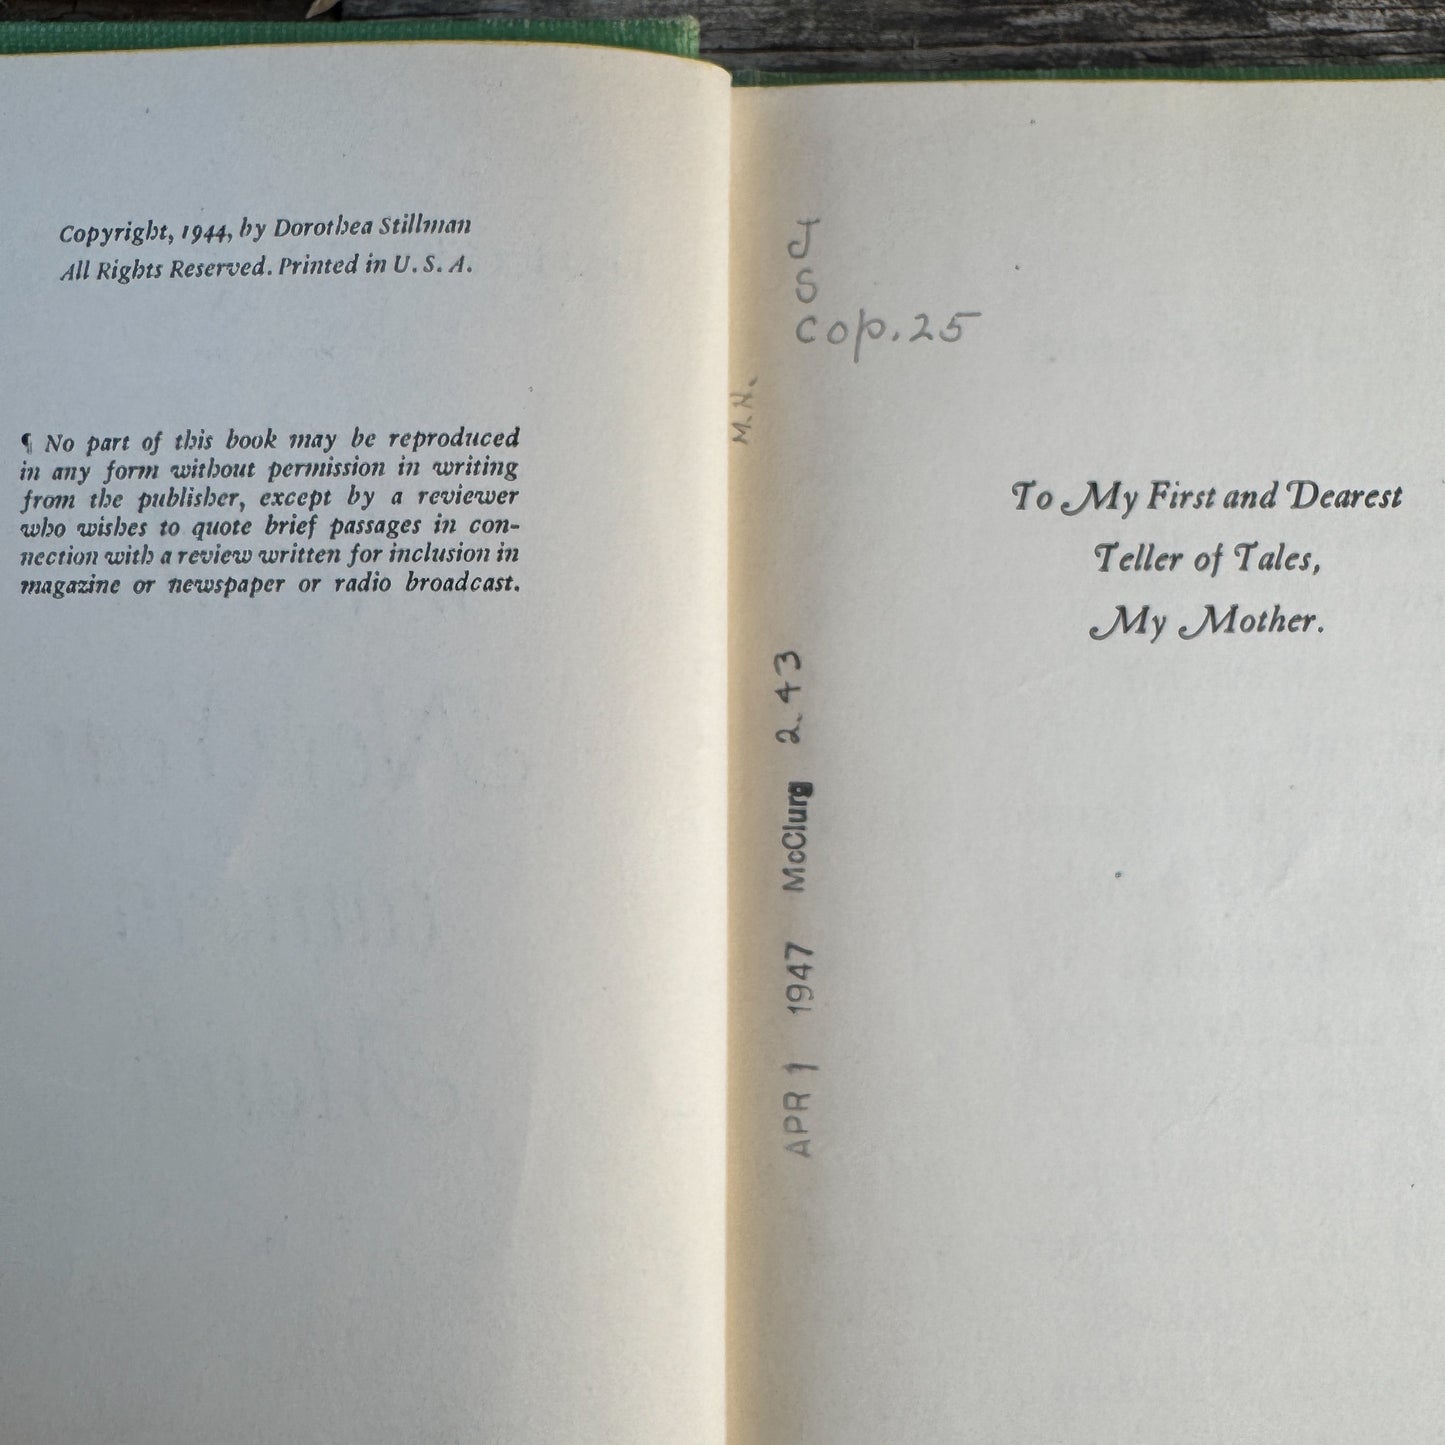 Copyright, 1944, by Dorothea Stillman
All Rights Reserved. Printed in U. S. A.
¶ No part of this book may be reproduced
in any form without permission in writing
from the publisher, except by a reviewer
who wishes to quote brief passages in con-
nection with a review written for inclusion in
magazine or newspaper or radio broadcast.
J
S
Cop. 25
M.N.
To My First and Dearest
Teller of Tales,
My Mother.
APR 1 1947 McClurg 2.43